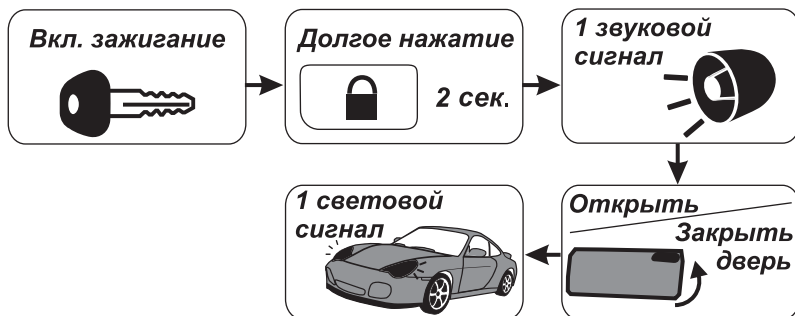 Вкл. зажигание
Долгое нажатие
2 сек.
1 звуковой
сигнал
Открыть
Закрыть
дверь
1 световой
сигнал